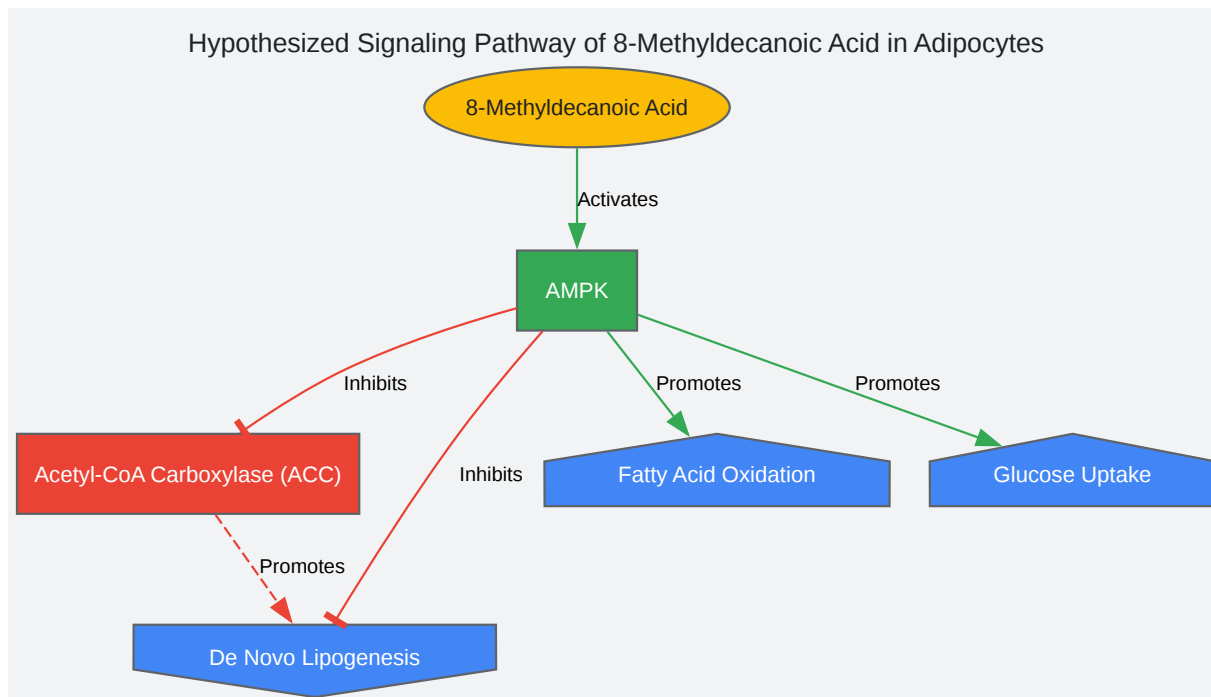 Hypothesized Signaling Pathway of 8-Methyldecanoic Acid in Adipocytes
8-Methyldecanoic Acid
Activates
AMPK
Inhibits
Promotes
Promotes
Acetyl-CoA Carboxylase (ACC)
Inhibits
Fatty Acid Oxidation
Glucose Uptake
Promotes
De Novo Lipogenesis